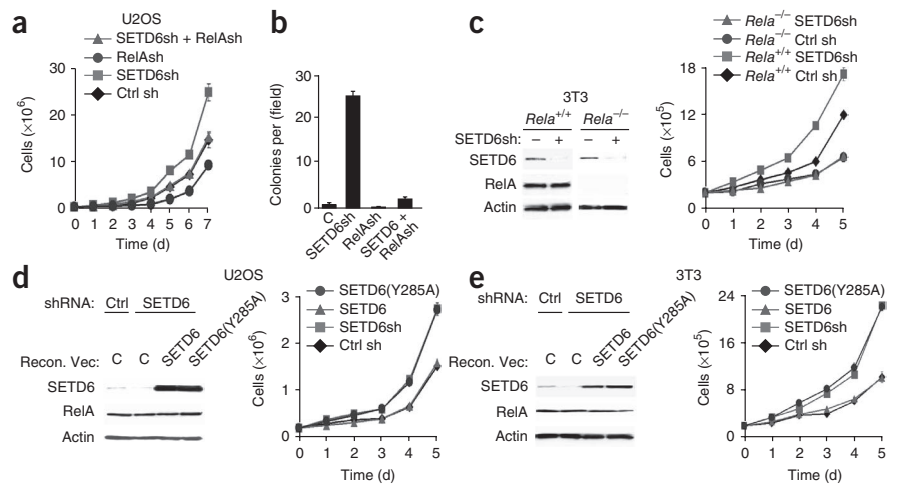 a
U2OS
SETD6sh + RelAsh
RelAsh
SETD6sh
Ctrl sh
Cells (×10⁶)
30
20
10
0
0 1 2 3 4 5 6 7
Time (d)
b
Colonies per (field)
30
20
10
0
C
SETD6sh
RelAsh
SETD6 +
RelAsh
c
3T3
Rela+/+ Rela–/–
SETD6sh: – + – +
SETD6
RelA
Actin
Rela–/– SETD6sh
Rela–/– Ctrl sh
Rela+/+ SETD6sh
Rela+/+ Ctrl sh
Cells (×10⁵)
18
12
6
0
0 1 2 3 4 5
Time (d)
d
U2OS
shRNA: Ctrl SETD6
Recon. Vec: C C SETD6 SETD6(Y285A)
SETD6
RelA
Actin
SETD6(Y285A)
SETD6
SETD6sh
Ctrl sh
Cells (×10⁶)
3
2
1
0
0 1 2 3 4 5
Time (d)
e
3T3
shRNA: Ctrl SETD6
Recon. Vec: C C SETD6 SETD6(Y285A)
SETD6
RelA
Actin
SETD6(Y285A)
SETD6
SETD6sh
Ctrl sh
Cells (×10⁵)
24
16
8
0
0 1 2 3 4 5
Time (d)